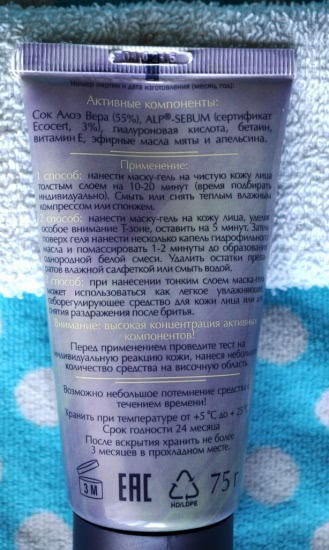 Номер партии и дата изготовления (месяц, год):
Активные компоненты:
Сок Алоэ Вера (55%), ALP®-SEBUM (сертификат
Ecocert, 3%), гиалуроновая кислота, бетаин,
витамин Е, эфирные масла мяты и апельсина.
Применение:
1 способ: нанести маску-гель на чистую кожу лица
толстым слоем на 10-20 минут (время подбирать
индивидуально). Смыть или снять теплым влажным
компрессом или спонжем.
2 способ: нанести маску-гель на кожу лица, уделив
особое внимание Т-зоне, оставить на 5 минут. Затем
поверх геля нанести несколько капель гидрофильного
масла и помассировать 1-2 минуты до образования
однородной белой смеси. Удалить остатки
влажной салфеткой или смыть водой.
способ: при нанесении тонким слоем маска-гель
может использоваться как легкое
себорегулирующее средство для кожи лица или
снятия раздражения после бритья.
Внимание: высокая концентрация активных
компонентов!
Перед применением проведите тест на
индивидуальную реакцию кожи, нанеся небольшое
количество средства на височную область.
Возможно небольшое потемнение средства с
течением времени!
Хранить при температуре от +5 °С до + 25°С
Срок годности 24 месяца
После вскрытия хранить не более
3 месяцев в прохладном месте.
3 М
EAC
HD/LDPE
75 г